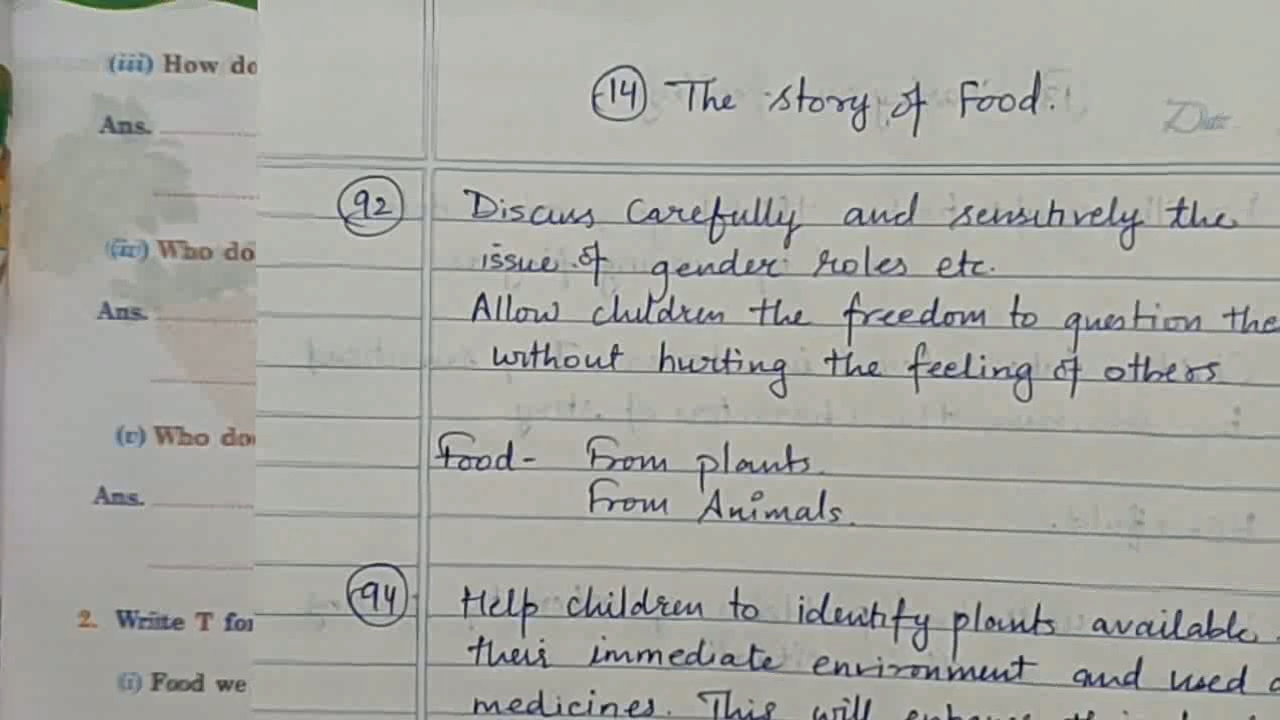 (iii) How do
Ans.
(iv) Who do
Ans.
(v) Who do
Ans.
2. Write T for
(i) Food we
14 The story of Food.
Date
92 Discuss carefully and sensitively the
issue of gender roles etc.
Allow children the freedom to question the
without hurting the feeling of others
Food - From plants.
From Animals.
94 Help children to identify plants available
their immediate environment and used
medicines. This will